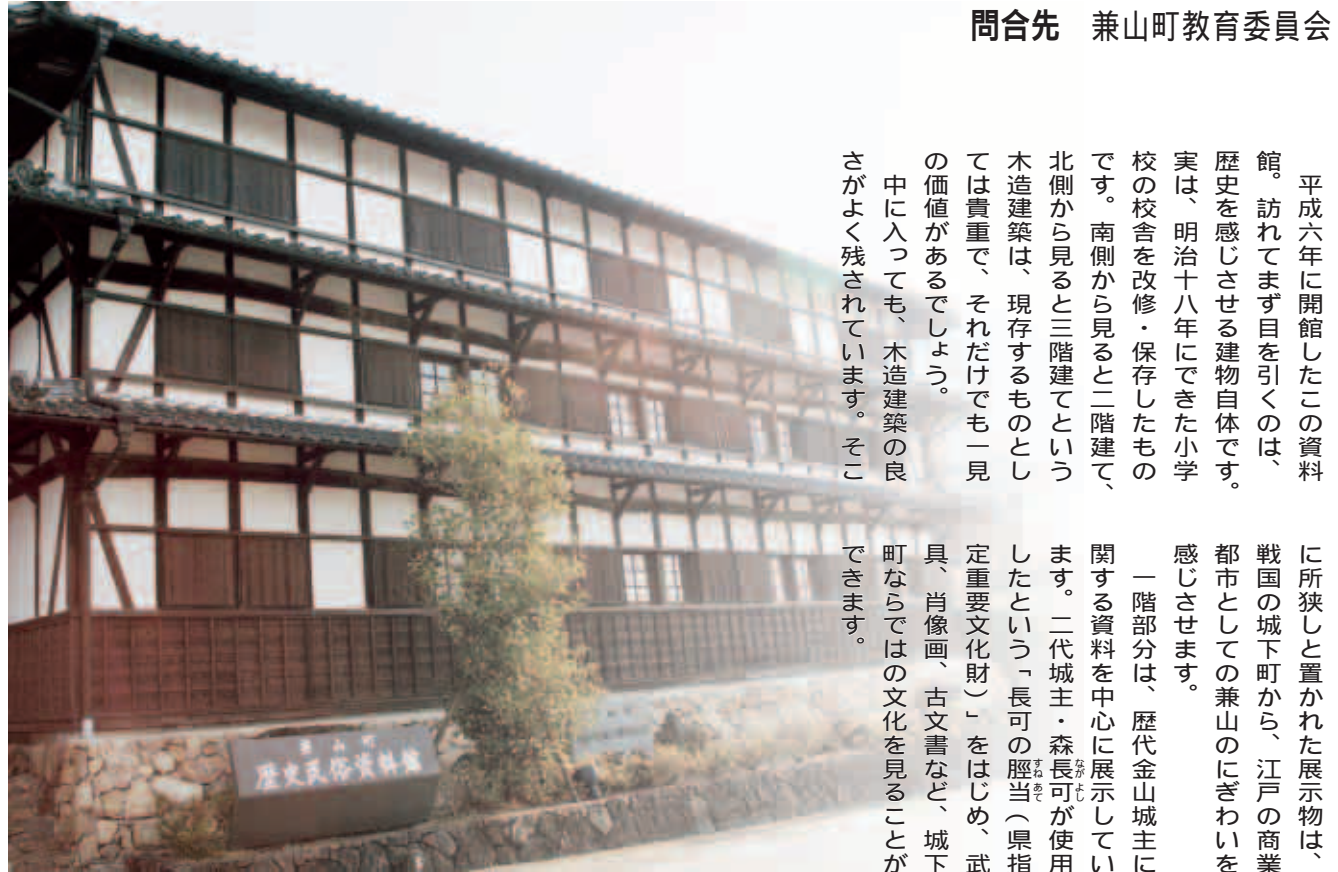 問合先　兼山町教育委員会
　平成六年に開館したこの資料
館。訪れてまず目を引くのは、
歴史を感じさせる建物自体です。
実は、明治十八年にできた小学
校の校舎を改修・保存したもの
です。南側から見ると二階建て、
北側から見ると三階建てという
木造建築は、現存するものとし
ては貴重で、それだけでも一見
の価値があるでしょう。
　中に入っても、木造建築の良
さがよく残されています。そこ
に所狭しと置かれた展示物は、
戦国の城下町から、江戸の商業
都市としての兼山のにぎわいを
感じさせます。
　一階部分は、歴代金山城主に
関する資料を中心に展示してい
ます。二代城主・森長可が使用
ながよし
したという「長可の脛当（県指
すねあて
定重要文化財）」をはじめ、武
具、肖像画、古文書など、城下
町ならではの文化を見ることが
できます。
兼山町
歴史民俗資料館